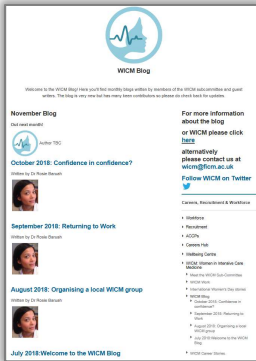 WICM Blog
Welcome to the WICM Blog! Here you'll find monthly blogs written by members of the WICM subcommittee and guest
writers. The blog is very new but has many keen contributors so please do check back for updates.
November Blog
Out next month!
Author TBC
October 2018: Confidence in confidence?
Written by Dr Rosie Baruah
September 2018: Returning to Work
Written by Dr Rosie Baruah
August 2018: Organising a local WICM group
Written by Dr Rosie Baruah
July 2018:Welcome to the WICM Blog
For more information
about the blog
or WICM please click
here
alternatively
please contact us at
wicm@ficm.ac.uk
Follow WICM on Twitter
Careers, Recruitment & Workforce
Workforce
Recruitment
ACCPs
Careers Hub
Wellbeing Centre
WICM: Women in Intensive Care
Medicine
Meet the WICM Sub-Committee
WICM Work
International Women's Day stories
WICM Blog
October 2018: Confidence in
confidence?
September 2018: Returning to
Work
August 2018: Organising a local
WICM group
July 2018:Welcome to the WICM
Blog
WICM Career Stories